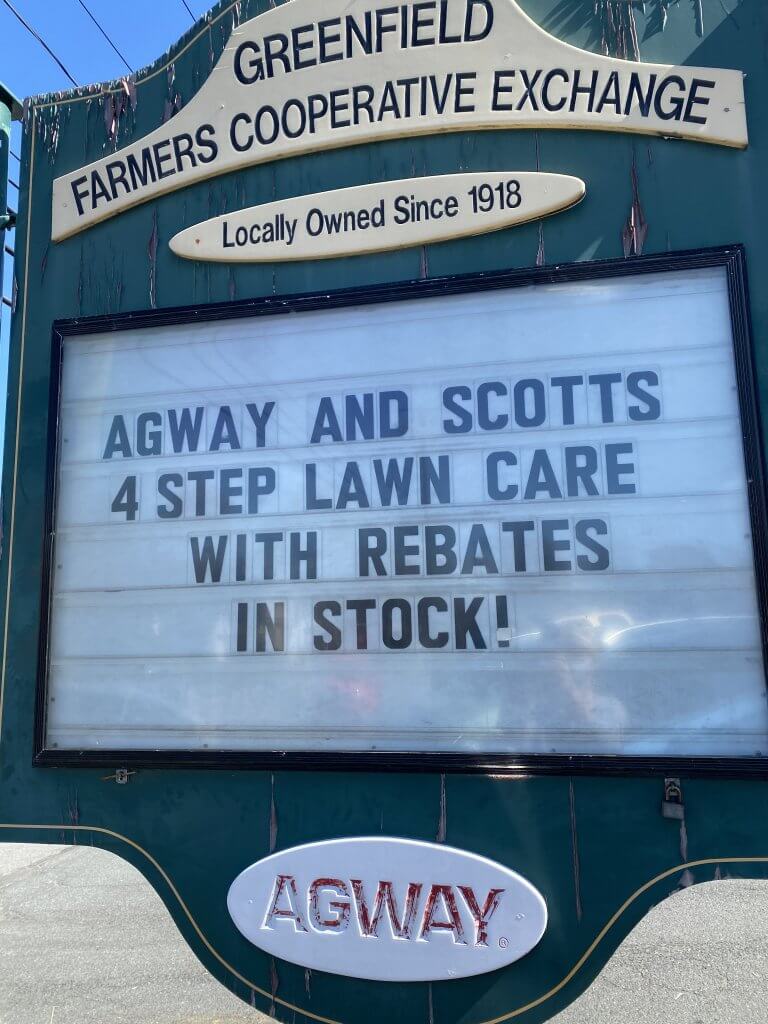 GREENFIELD
FARMERS COOPERATIVE EXCHANGE
Locally Owned Since 1918
AGWAY AND SCOTTS
4 STEP LAWN CARE
WITH REBATES
IN STOCK!
AGWAY®